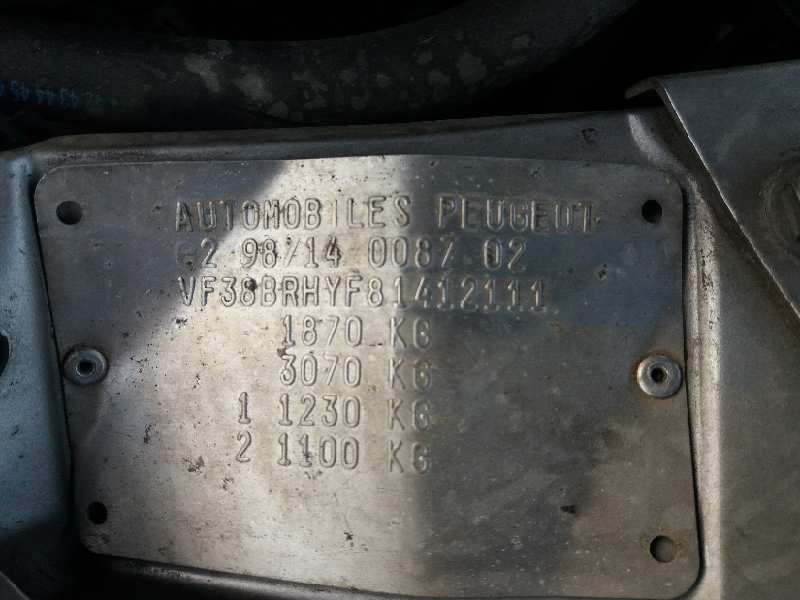 AUTOMOBILES PEUGEOT
e2 98/14 0087 02
VF38BRHYF81412111
1870 KG
3070 KG
1 1230 KG
2 1100 KG